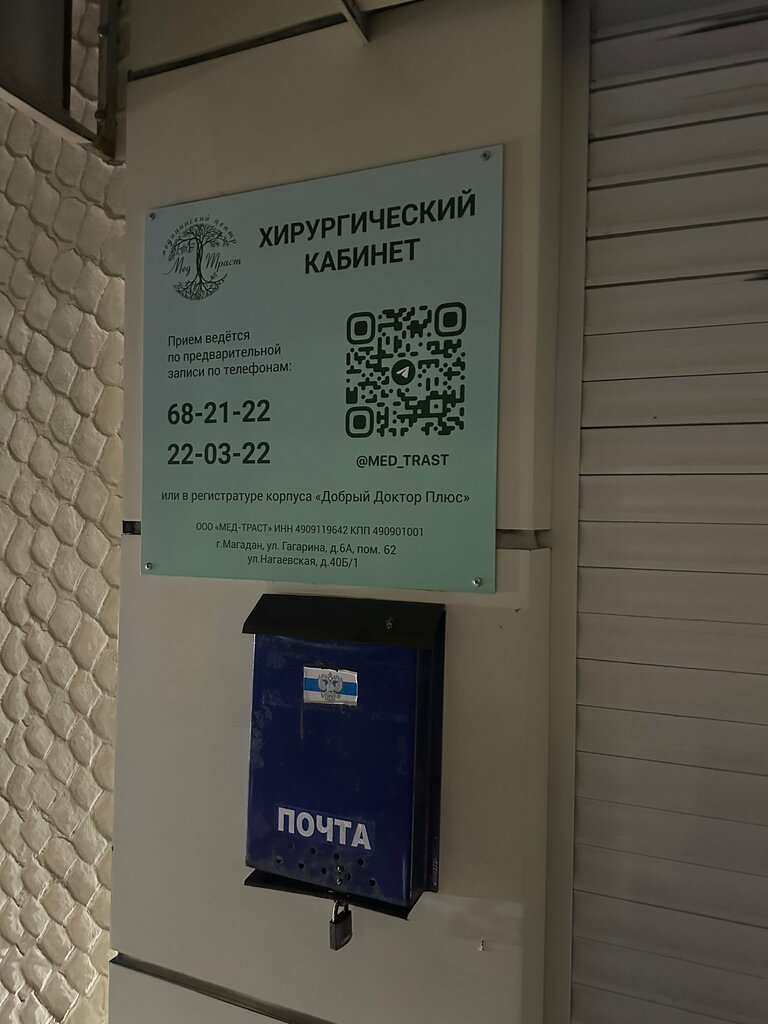 медицинский центр
Мед Траст
ХИРУРГИЧЕСКИЙ
КАБИНЕТ
Прием ведётся
по предварительной
записи по телефонам:
68-21-22
22-03-22
@MED_TRAST
или в регистратуре корпуса «Добрый Доктор Плюс»
ООО «МЕД-ТРАСТ» ИНН 4909119642 КПП 490901001
г.Магадан, ул. Гагарина, д.6А, пом. 62
ул.Нагаевская, д.40Б/1
ПОЧТА